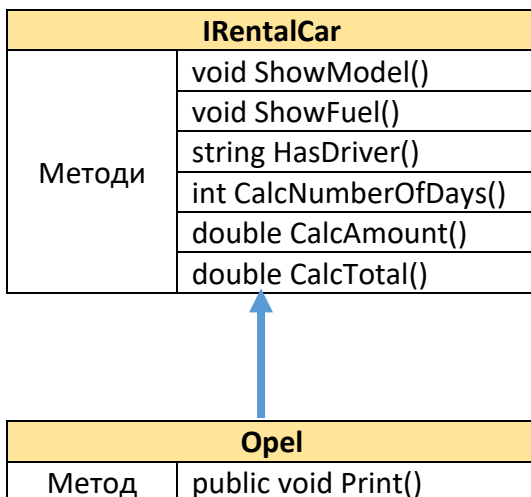 IRentalCar
Методи
void ShowModel()
void ShowFuel()
string HasDriver()
int CalcNumberOfDays()
double CalcAmount()
double CalcTotal()
Opel
Метод public void Print()